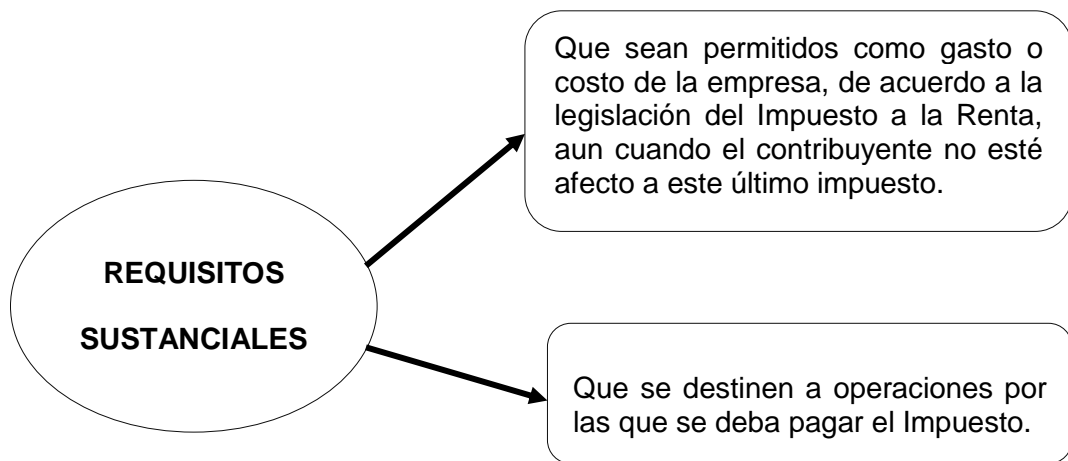 Que sean permitidos como gasto o
costo de la empresa, de acuerdo a la
legislación del Impuesto a la Renta,
aun cuando el contribuyente no esté
afecto a este último impuesto.
REQUISITOS
SUSTANCIALES
Que se destinen a operaciones por
las que se deba pagar el Impuesto.